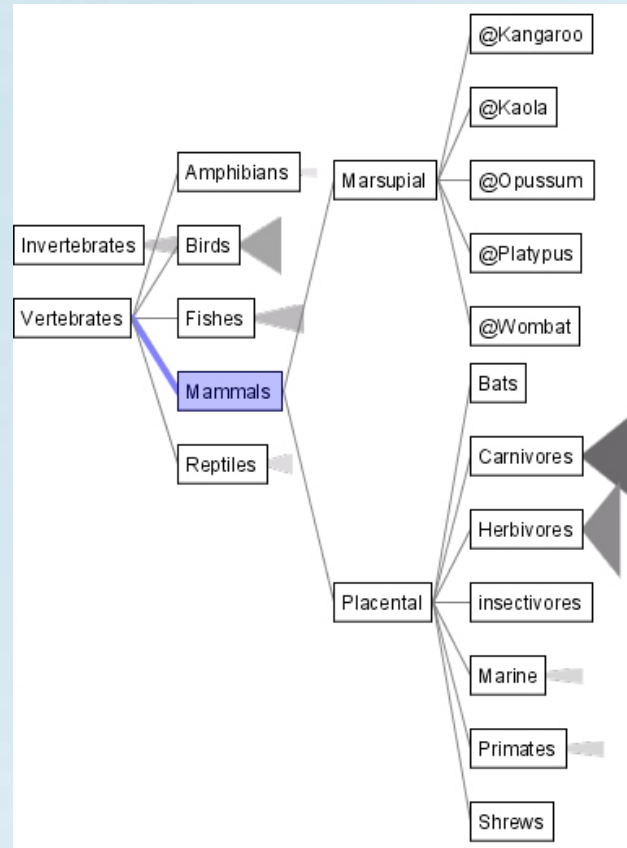 Invertebrates
Vertebrates
Amphibians
Birds
Fishes
Mammals
Reptiles
Marsupial
Placental
@Kangaroo
@Kaola
@Opussum
@Platypus
@Wombat
Bats
Carnivores
Herbivores
insectivores
Marine
Primates
Shrews